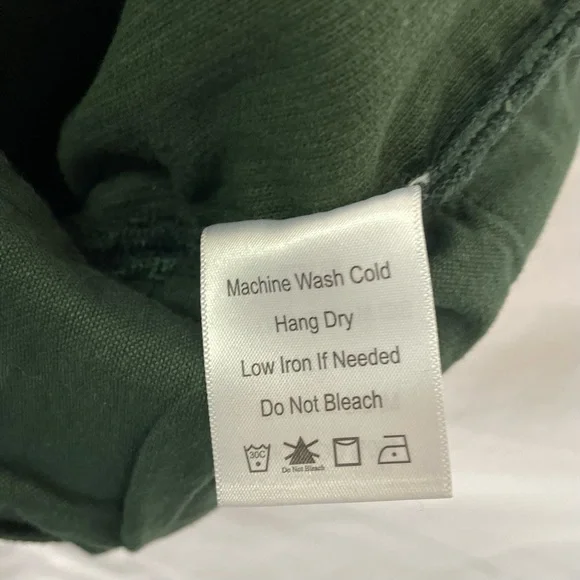 Machine Wash Cold
Hang Dry
Low Iron If Needed
Do Not Bleach
30C
Do Not Bleach